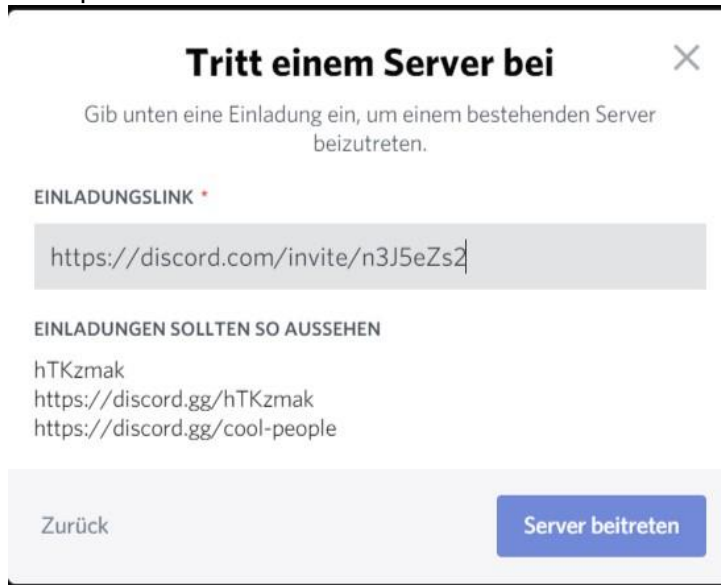 Tritt einem Server bei
Gib unten eine Einladung ein, um einem bestehenden Server
beizutreten.
EINLADUNGSLINK *
https://discord.com/invite/n3J5eZs2
EINLADUNGEN SOLLTEN SO AUSSEHEN
hTKzmak
https://discord.gg/hTKzmak
https://discord.gg/cool-people
Zurück
Server beitreten